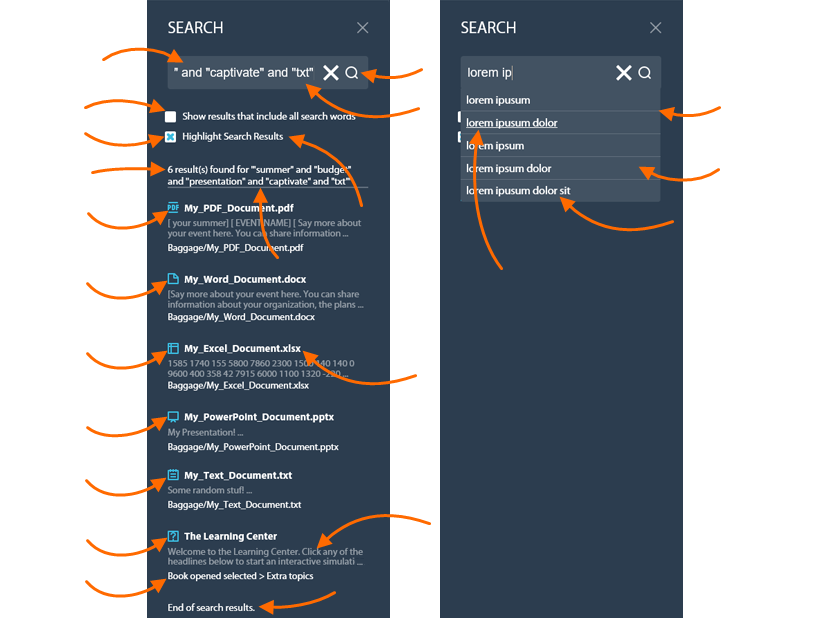 SEARCH
" and "captivate" and "txt"
Show results that include all search words
Highlight Search Results
6 result(s) found for "'summer" and "budget"
and "presentation" and "captivate" and "txt"'
PDF
My_PDF_Document.pdf
[ your summer] [ EVENT NAME] [ Say more about
your event here. You can share information ...
Baggage/My_PDF_Document.pdf
My_Word_Document.docx
[Say more about your event here. You can share
information about your organization, the plans ...
Baggage/My_Word_Document.docx
My_Excel_Document.xlsx
1585 1740 155 5800 7860 2300 1500 140 140 0
9600 400 358 42 7915 6000 1100 1320 -220 ...
Baggage/My_Excel_Document.xlsx
My_PowerPoint_Document.pptx
My Presentation! ...
Baggage/My_PowerPoint_Document.pptx
My_Text_Document.txt
Some random stuf! ...
Baggage/My_Text_Document.txt
The Learning Center
Welcome to the Learning Center. Click any of the
headlines below to start an interactive simulati ...
Book opened selected > Extra topics
End of search results.
SEARCH
lorem ip
lorem ipusum
lorem ipusum dolor
lorem ipsum
lorem ipsum dolor
lorem ipusum dolor sit